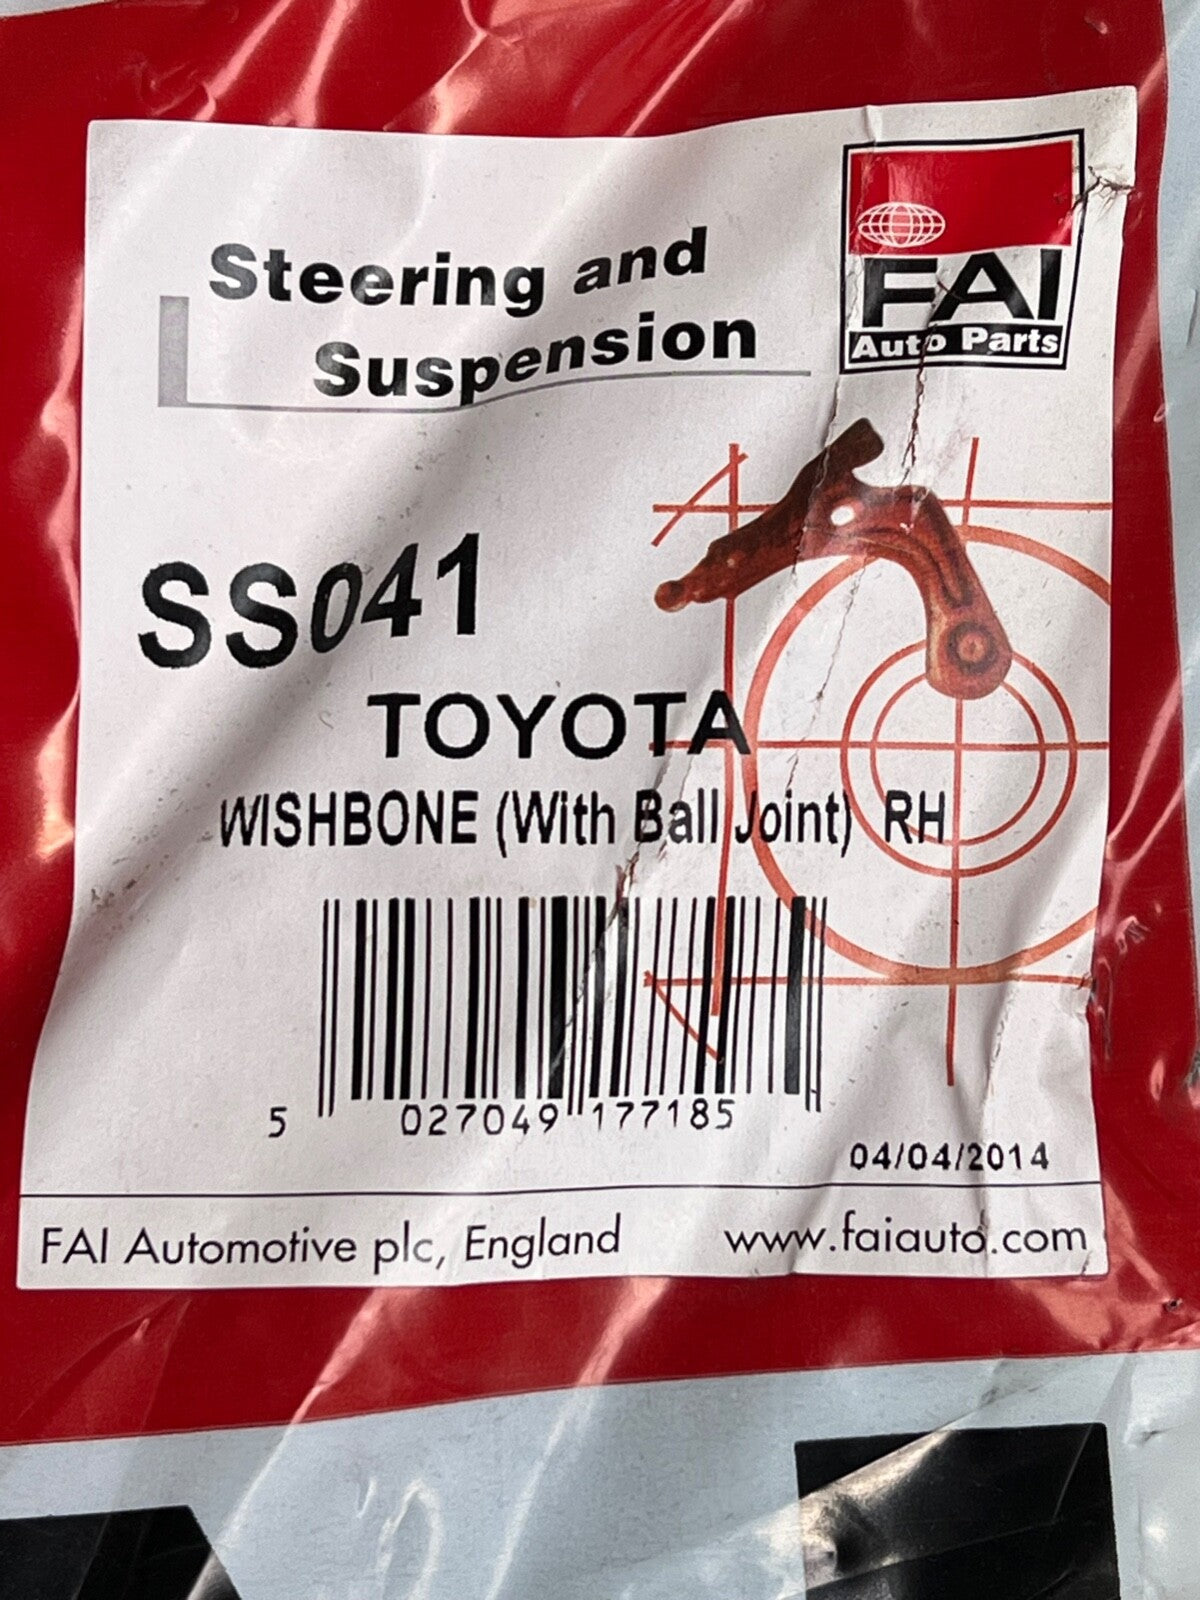 Steering and
Suspension
FAI
Auto Parts
SS041
TOYOTA
WISHBONE (With Ball Joint) RH
5 027049 177185
04/04/2014
FAI Automotive plc, England
www.faiauto.com